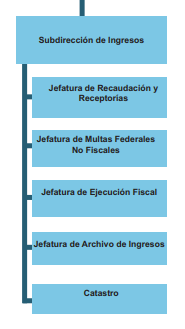 Subdirección de Ingresos
Jefatura de Recaudación y
Receptorías
Jefatura de Multas Federales
No Fiscales
Jefatura de Ejecución Fiscal
Jefatura de Archivo de Ingresos
Catastro